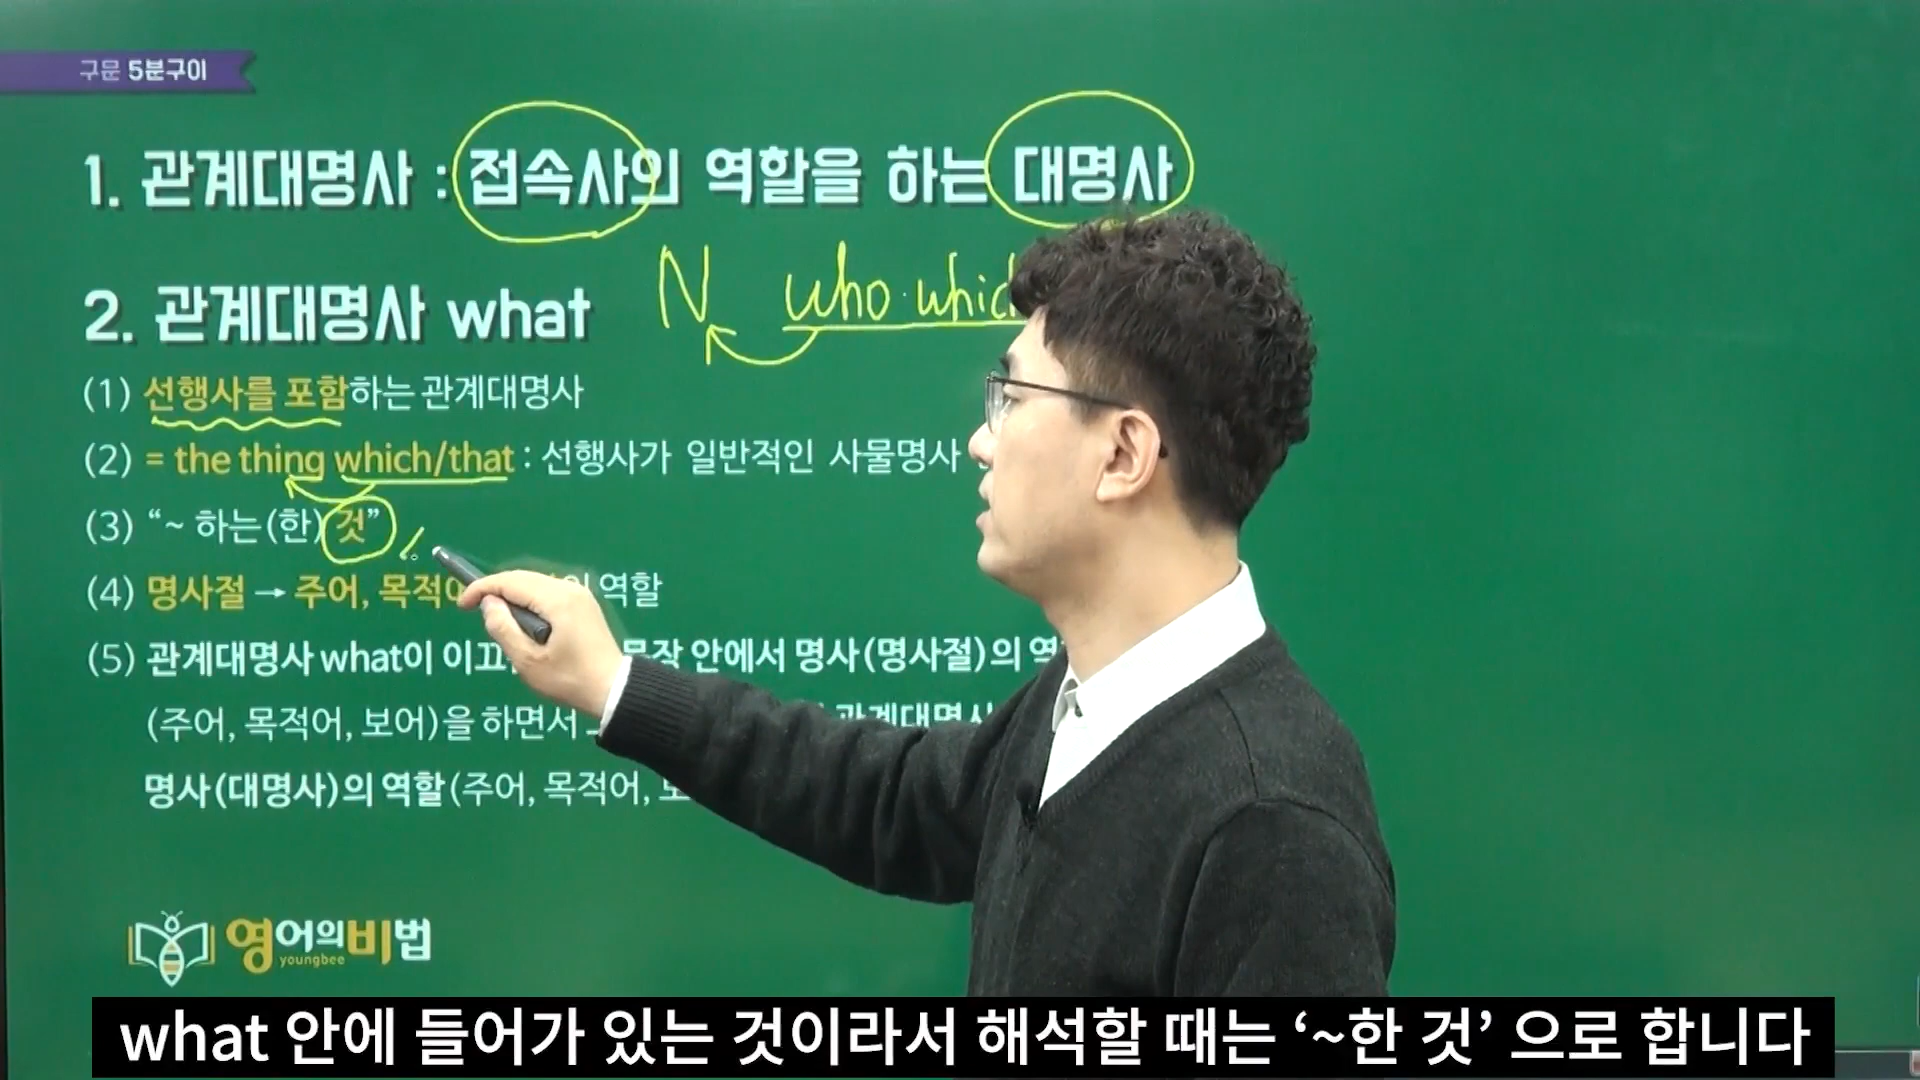 구문 5분구이
1. 관계대명사 : 접속사의 역할을 하는 대명사
N who·which
2. 관계대명사 what
(1) 선행사를 포함하는 관계대명사
(2) = the thing which/that : 선행사가 일반적인 사물명사
(3) “~ 하는(한) 것”
(4) 명사절 → 주어, 목적어 역할
(5) 관계대명사 what이 안에서 명사(명사절)의
(주어, 목적어, 보어)을 하면서 관계대명사
명사(대명사)의 역할(주어, 목적어,
영어의비법
youngbee
what 안에 들어가 있는 것이라서 해석할 때는 ‘~한 것’ 으로 합니다